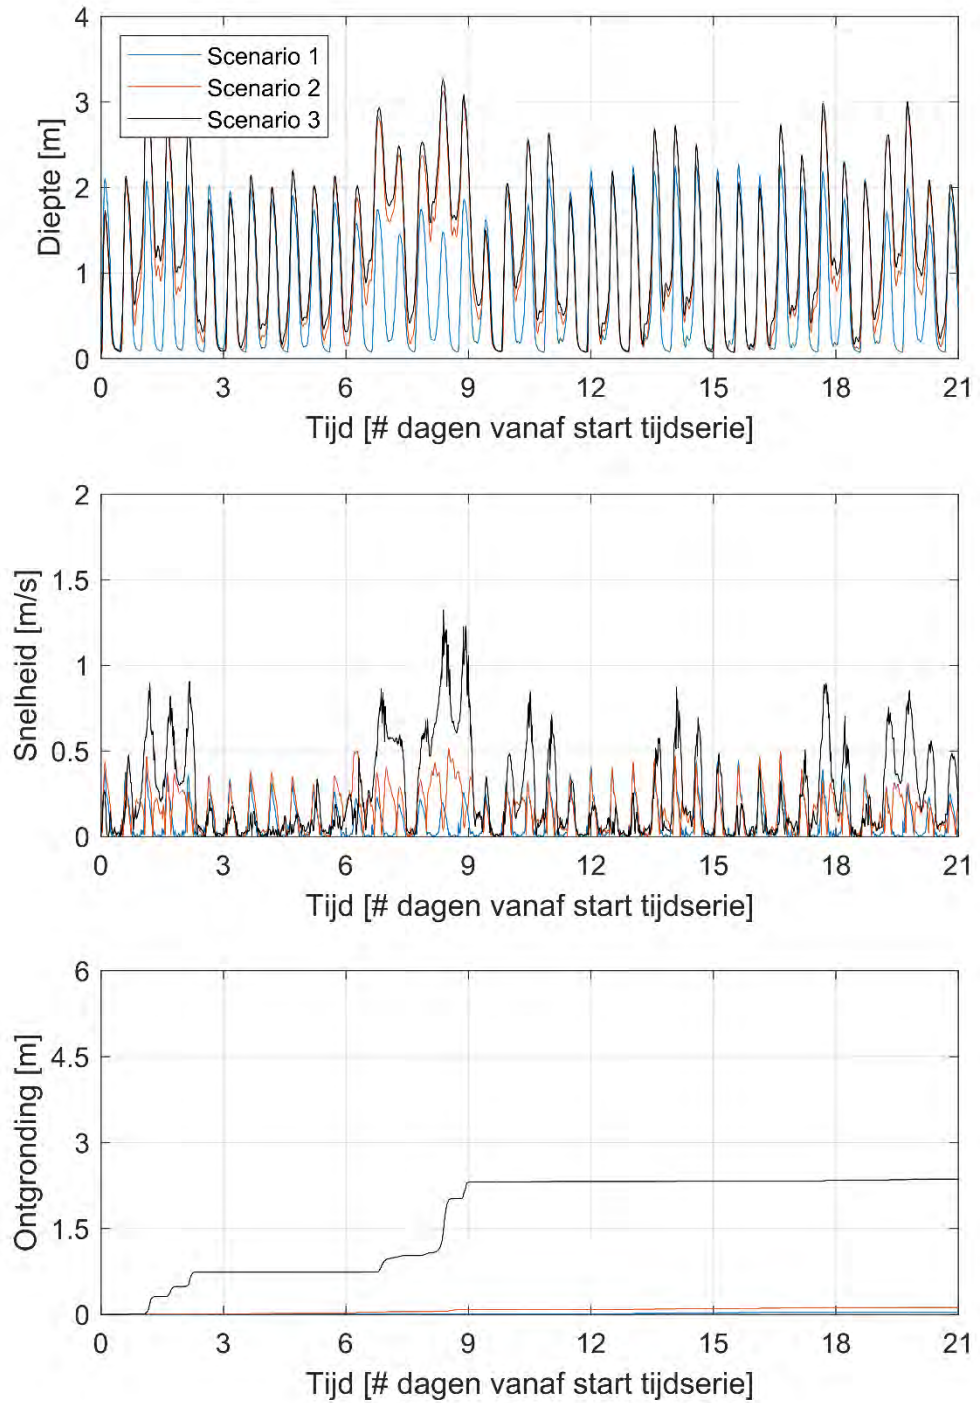 4
3
2
1
0
Diepte [m]
Scenario 1
Scenario 2
Scenario 3
0 3 6 9 12 15 18 21
Tijd [# dagen vanaf start tijdserie]
2
1.5
1
0.5
0
Snelheid [m/s]
0 3 6 9 12 15 18 21
Tijd [# dagen vanaf start tijdserie]
6
4.5
3
1.5
0
Ontgronding [m]
0 3 6 9 12 15 18 21
Tijd [# dagen vanaf start tijdserie]